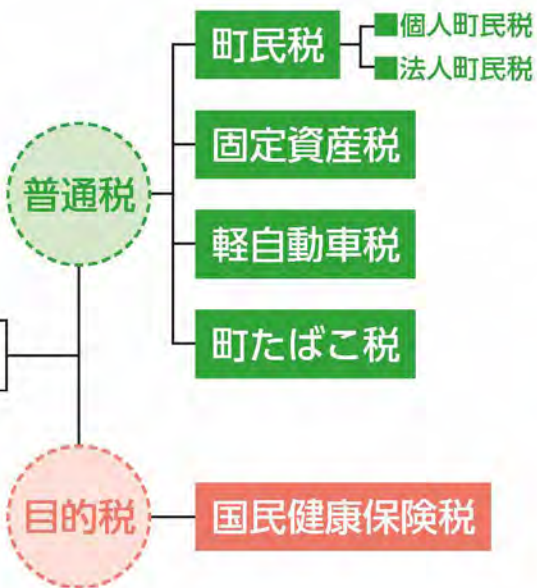 町民税
■個人町民税
■法人町民税
固定資産税
普通税
軽自動車税
町たばこ税
目的税
国民健康保険税